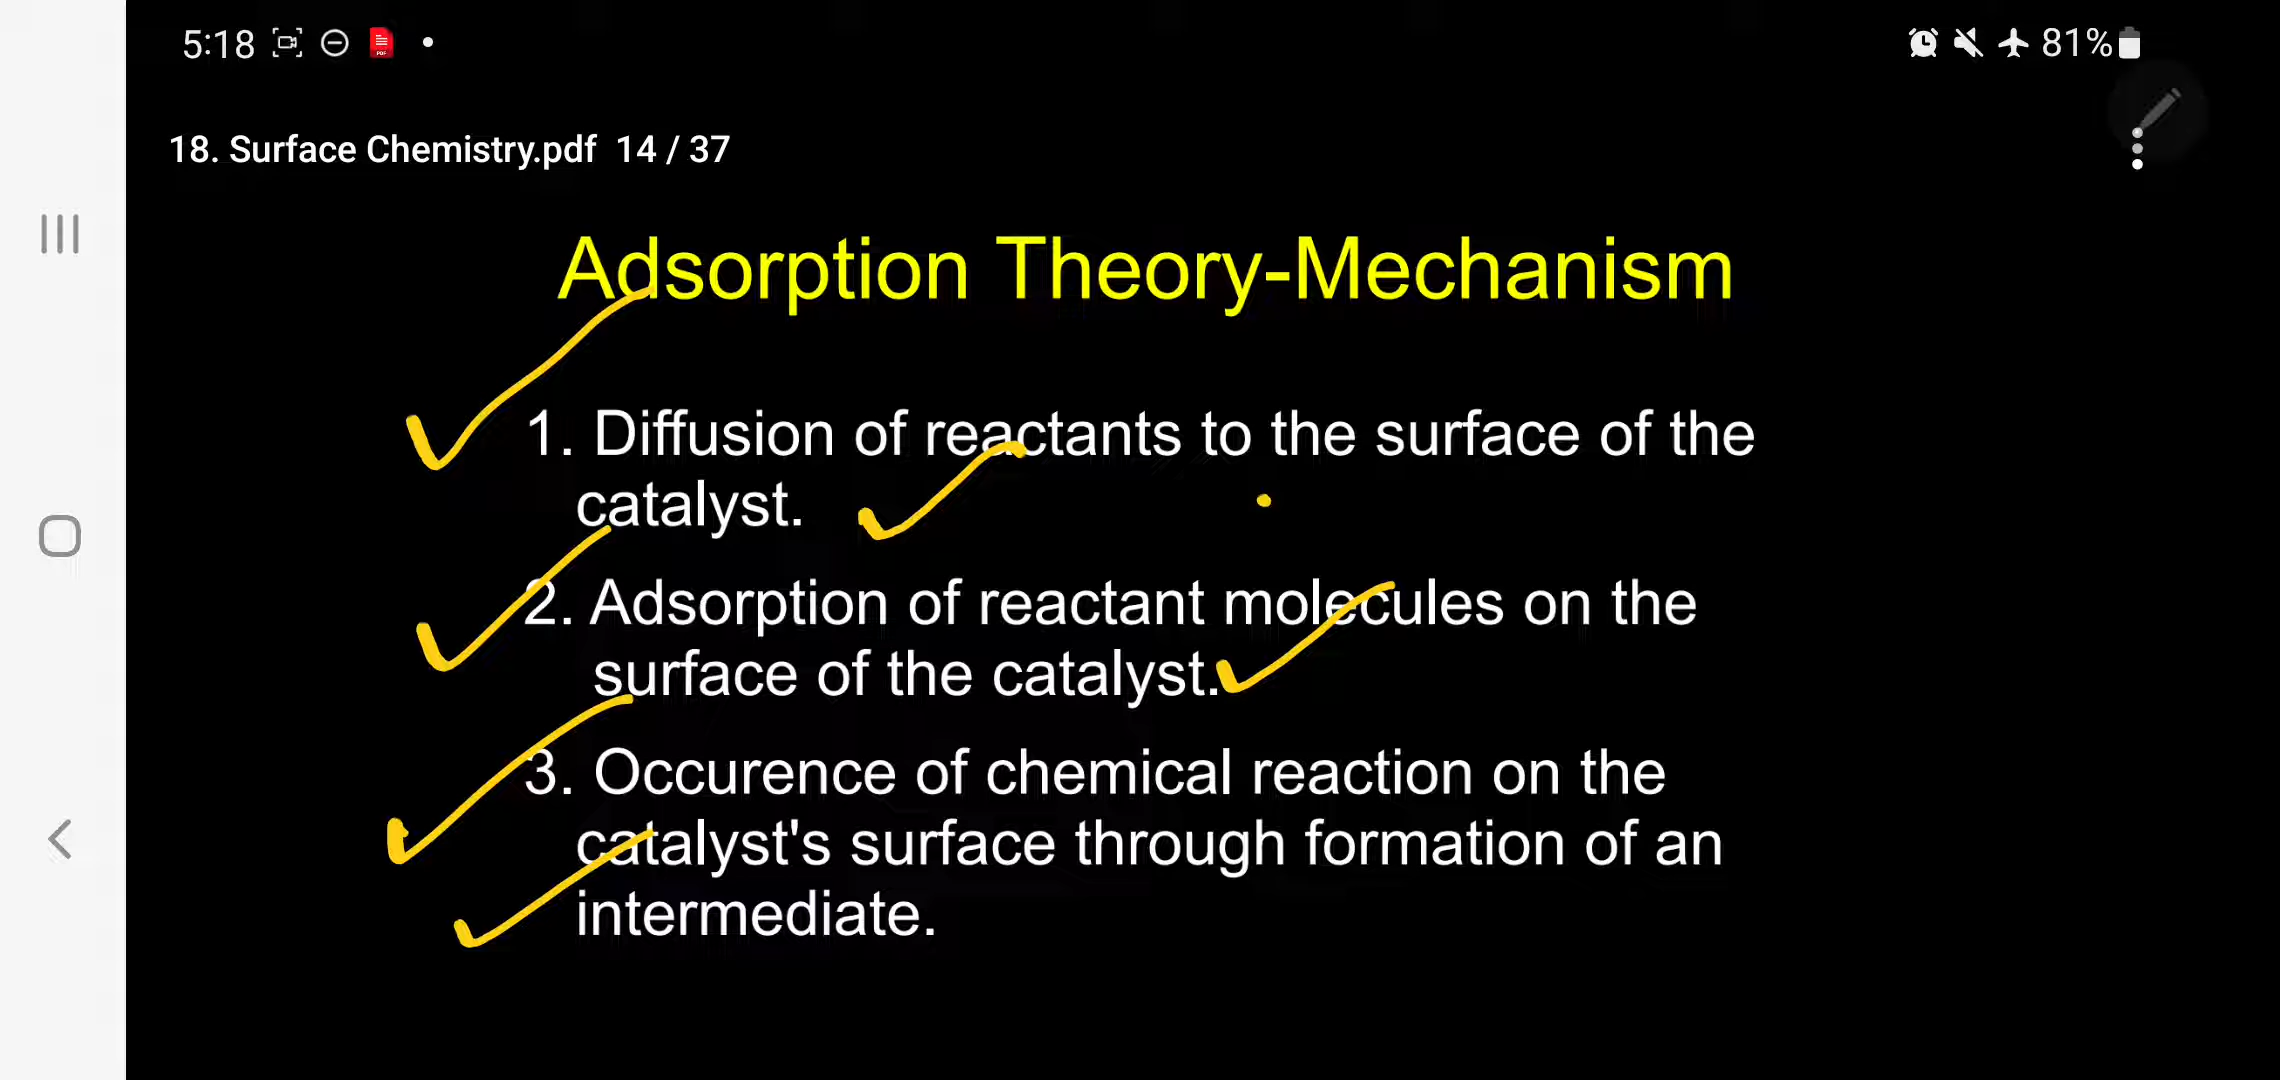 5:18 81%
18. Surface Chemistry.pdf 14 / 37
Adsorption Theory-Mechanism
1. Diffusion of reactants to the surface of the
catalyst.
2. Adsorption of reactant molecules on the
surface of the catalyst.
3. Occurence of chemical reaction on the
catalyst's surface through formation of an
intermediate.